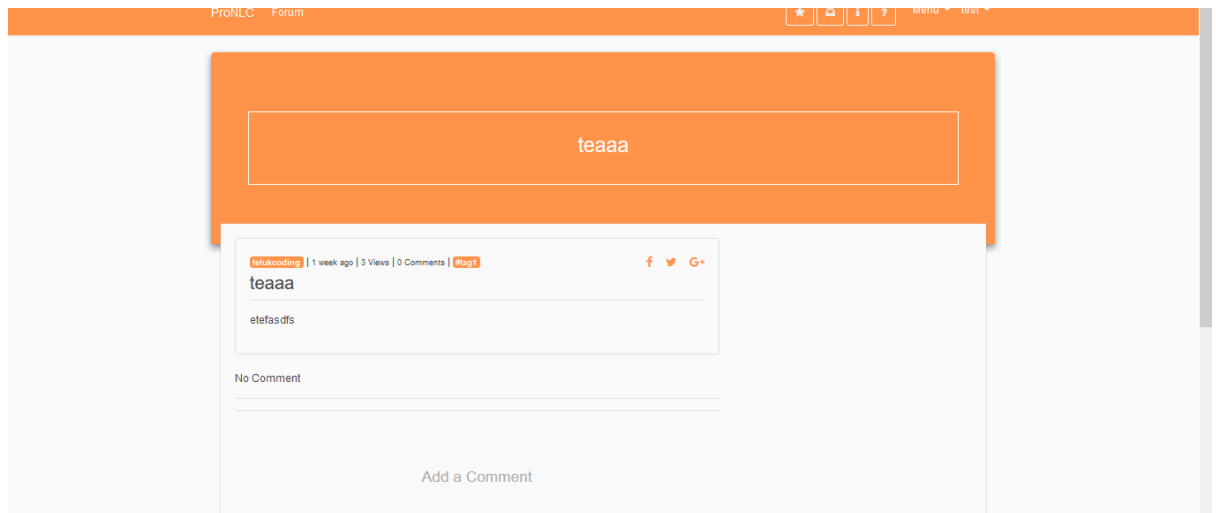 ProNLC Forum Menu test
teaaa
telukcoding | 1 week ago | 3 Views | 0 Comments | #tag1
teaaa
etefasdfs
No Comment
Add a Comment